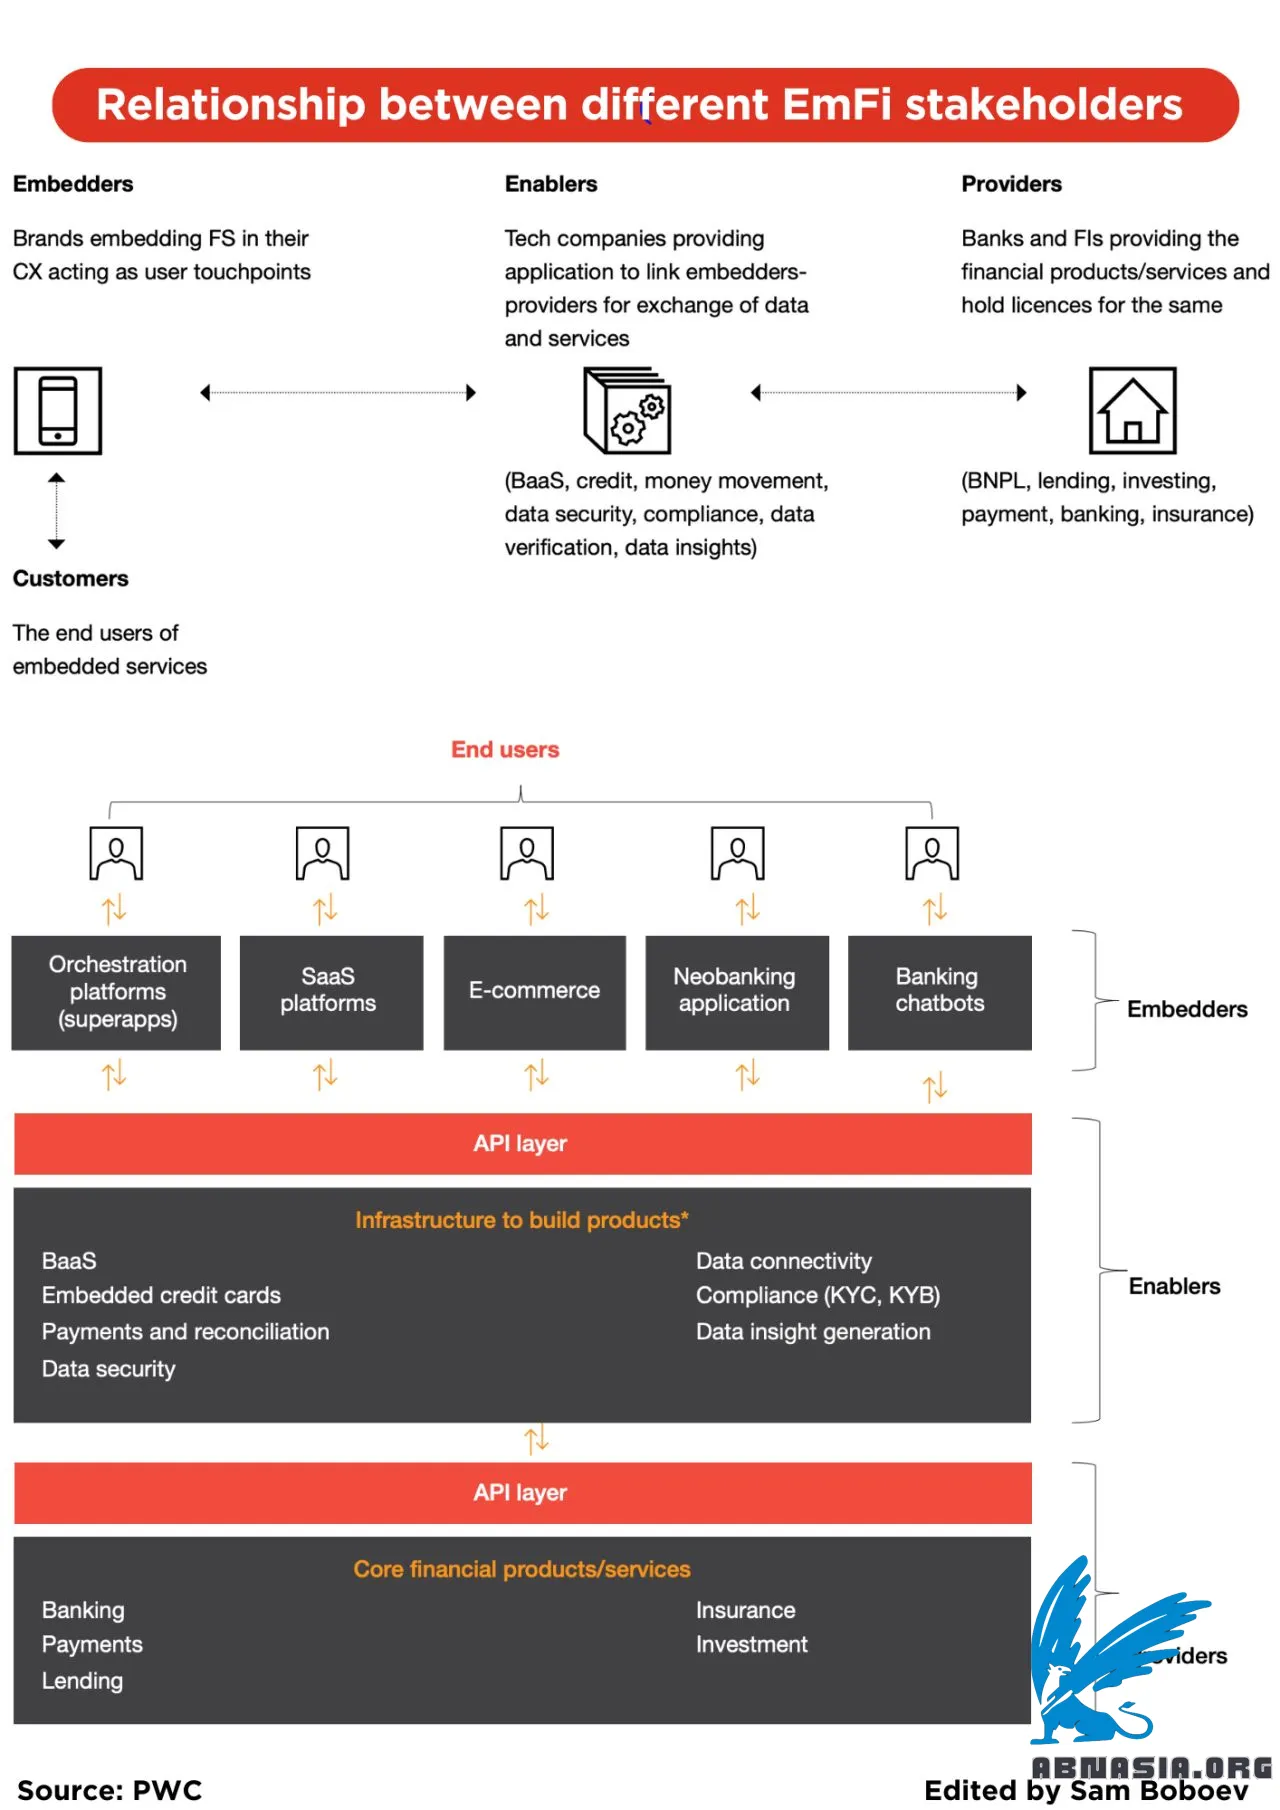 Relationship between different EmFi stakeholders
Embedders
Brands embedding FS in their
CX acting as user touchpoints
Enablers
Tech companies providing
application to link embedders-
providers for exchange of data
and services
Providers
Banks and FIs providing the
financial products/services and
hold licences for the same
(BaaS, credit, money movement,
data security, compliance, data
verification, data insights)
(BNPL, lending, investing,
payment, banking, insurance)
Customers
The end users of
embedded services
End users
Orchestration
platforms
(superapps)
SaaS
platforms
E-commerce
Neobanking
application
Banking
chatbots
Embedders
API layer
Infrastructure to build products*
BaaS
Embedded credit cards
Payments and reconciliation
Data security
Data connectivity
Compliance (KYC, KYB)
Data insight generation
Enablers
API layer
Core financial products/services
Banking
Payments
Lending
Insurance
Investment
ABNASIA.ORG
Source: PWC
Edited by Sam Boboev